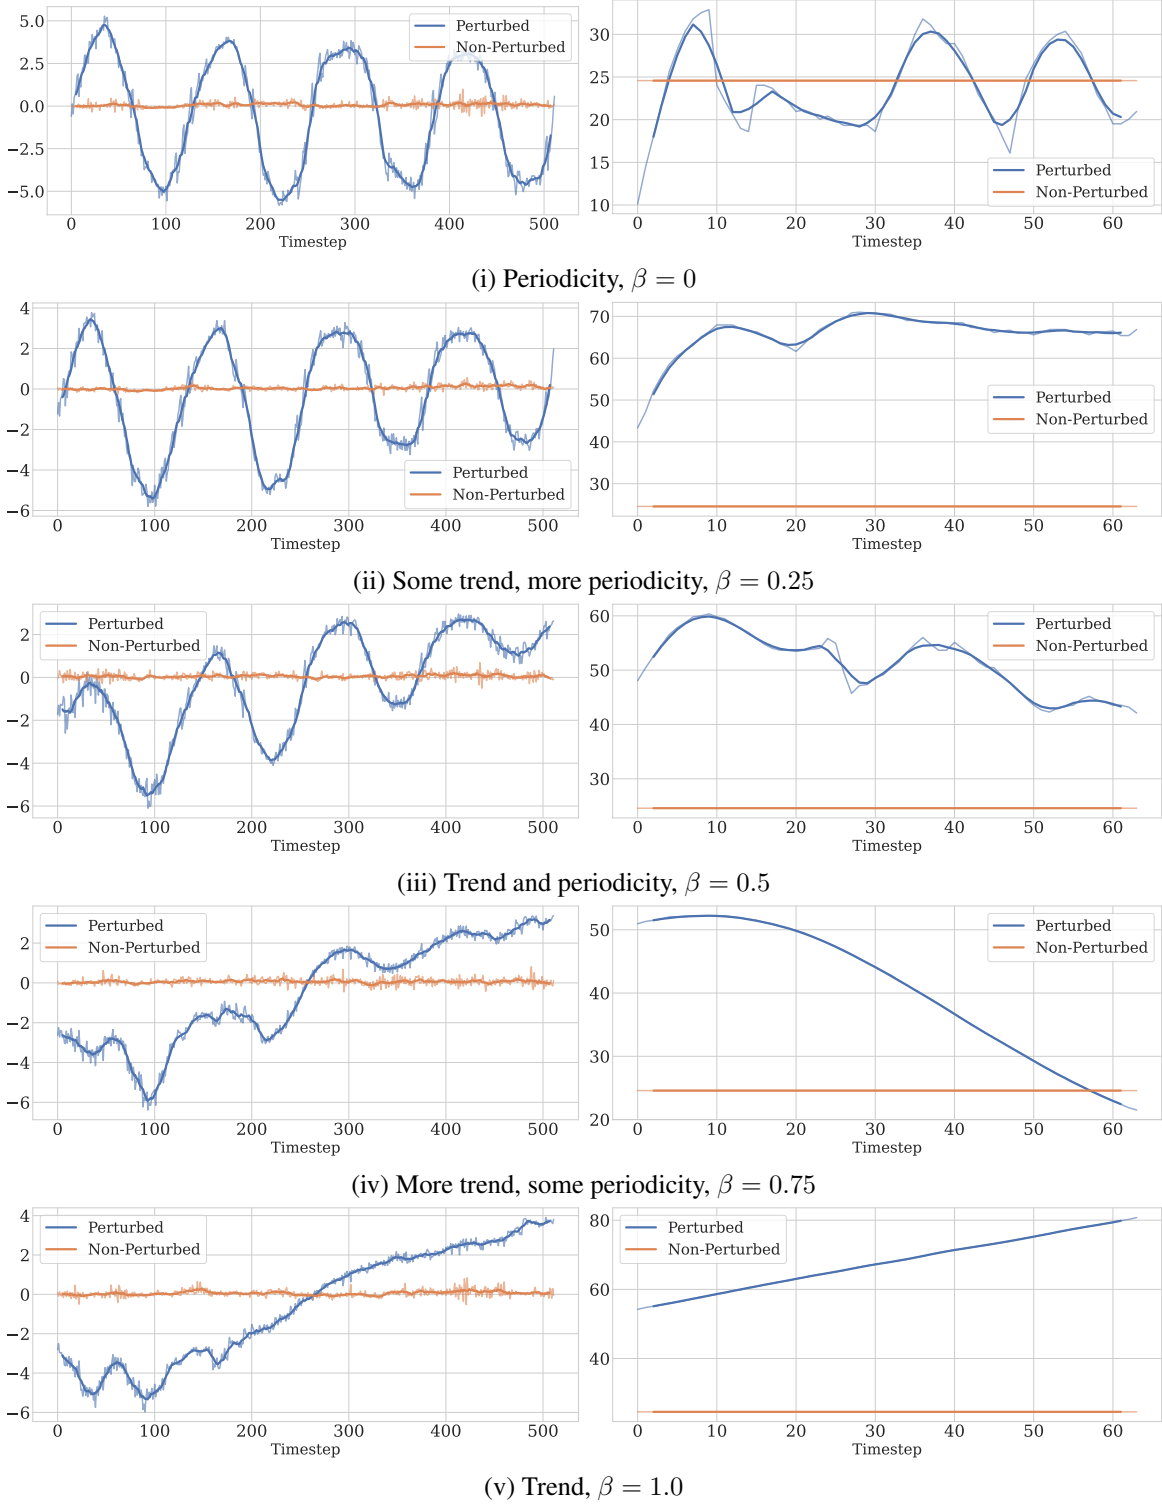 5.0
2.5
0.0
−2.5
−5.0
Perturbed
Non-Perturbed
0 100 200 300 400 500
Timestep
30
25
20
15
10
Perturbed
Non-Perturbed
0 10 20 30 40 50 60
Timestep
(i) Periodicity, β = 0
4
2
0
−2
−4
−6
Perturbed
Non-Perturbed
0 100 200 300 400 500
Timestep
70
60
50
40
30
Perturbed
Non-Perturbed
0 10 20 30 40 50 60
Timestep
(ii) Some trend, more periodicity, β = 0.25
2
0
−2
−4
−6
Perturbed
Non-Perturbed
0 100 200 300 400 500
Timestep
60
50
40
30
Perturbed
Non-Perturbed
0 10 20 30 40 50 60
Timestep
(iii) Trend and periodicity, β = 0.5
2
0
−2
−4
−6
Perturbed
Non-Perturbed
0 100 200 300 400 500
Timestep
50
40
30
20
Perturbed
Non-Perturbed
0 10 20 30 40 50 60
Timestep
(iv) More trend, some periodicity, β = 0.75
4
2
0
−2
−4
−6
Perturbed
Non-Perturbed
0 100 200 300 400 500
Timestep
80
60
40
Perturbed
Non-Perturbed
0 10 20 30 40 50 60
Timestep
(v) Trend, β = 1.0